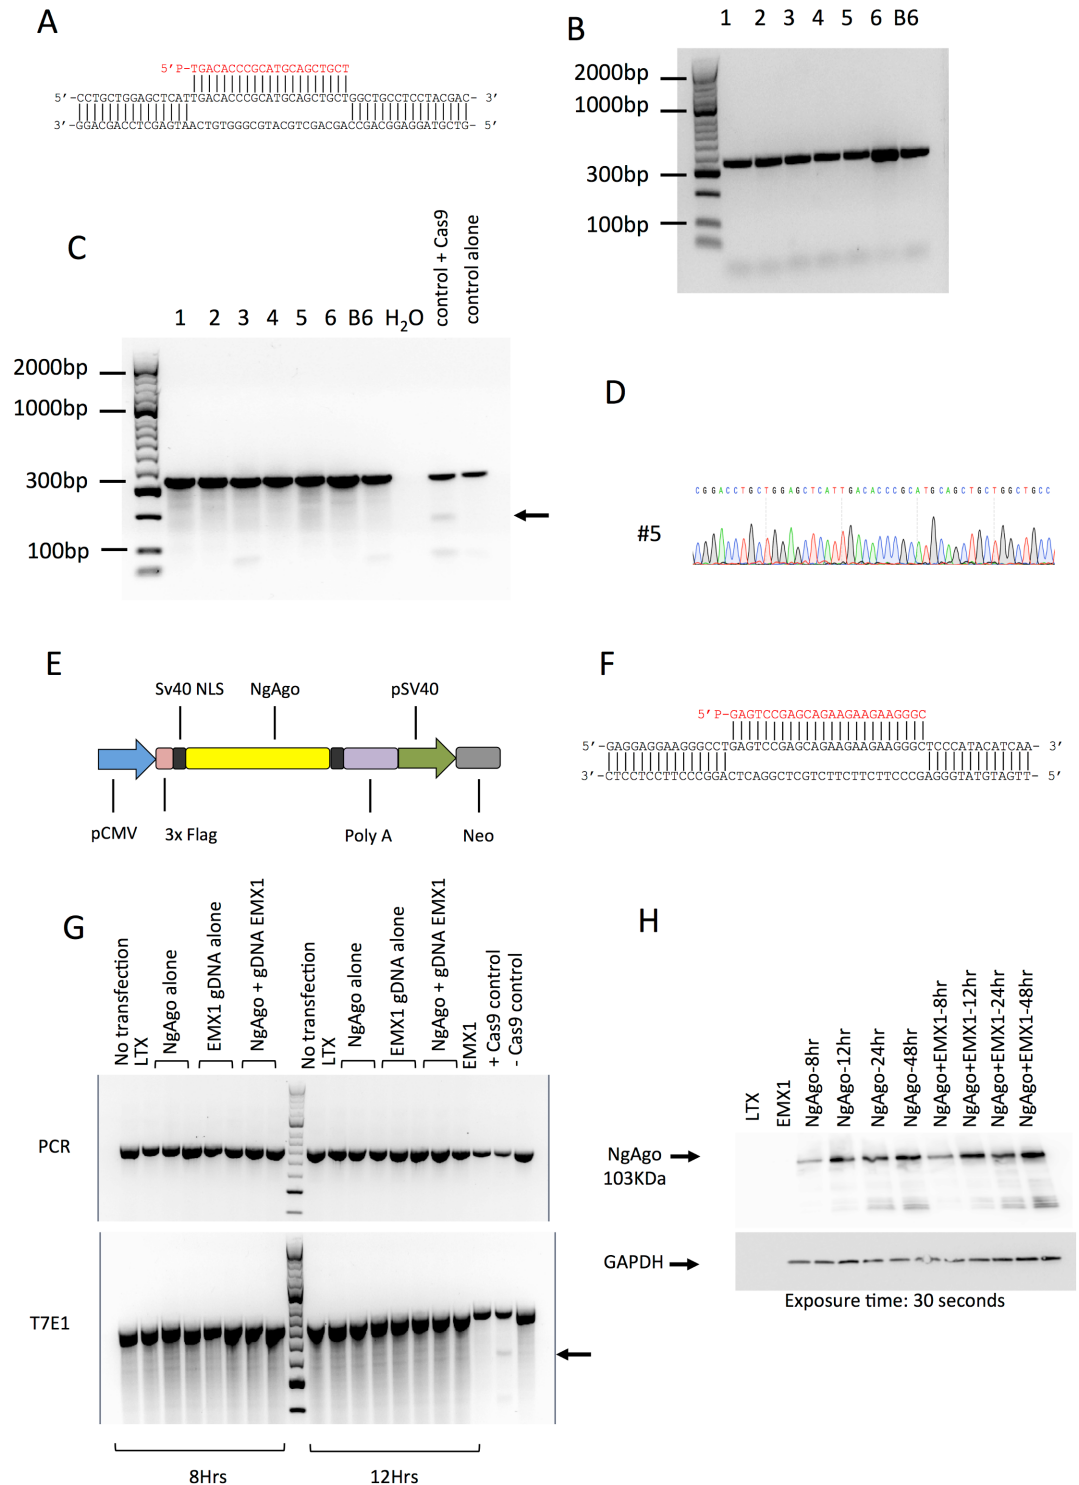 A
5’P-TGACACCCGCATGCAGCTGCT
5’-CCTGCTGGAGCTCATTGACACCCGCATGCAGCTGCTGGCTGCCTCCTACGAC- 3’
3’-GGACGACCTCGAGTAACTGTGGGCGTACGTCGACGACCGACGGAGGATGCTG- 5’
B
1 2 3 4 5 6 B6
2000bp
1000bp
300bp
100bp
C
1 2 3 4 5 6 B6 H₂O control + Cas9 control alone
2000bp
1000bp
300bp
100bp
D
CGGACCTGCTGGAGCTCATTGACACCCGCATGCAGCTGCTGGCTGCC
#5
E
Sv40 NLS NgAgo pSV40
pCMV 3x Flag Poly A Neo
F
5’P-GAGTCCGAGCAGAAGAAGAAGGGC
5’-GAGGAGGAAGGGCCTGAGTCCGAGCAGAAGAAGAAGGGCTCCCATACATCAA- 3’
3’-CTCCTCCTTCCCGGACTCAGGCTCGTCTTCTTCTTCCCGAGGGTATGTAGTT- 5’
G
No transfection
LTX
NgAgo alone
EMX1 gDNA alone
NgAgo + gDNA EMX1
No transfection
LTX
NgAgo alone
EMX1 gDNA alone
NgAgo + gDNA EMX1
EMX1
+ Cas9 control
- Cas9 control
PCR
T7E1
8Hrs 12Hrs
H
LTX
EMX1
NgAgo-8hr
NgAgo-12hr
NgAgo-24hr
NgAgo-48hr
NgAgo+EMX1-8hr
NgAgo+EMX1-12hr
NgAgo+EMX1-24hr
NgAgo+EMX1-48hr
NgAgo
103KDa
GAPDH
Exposure time: 30 seconds